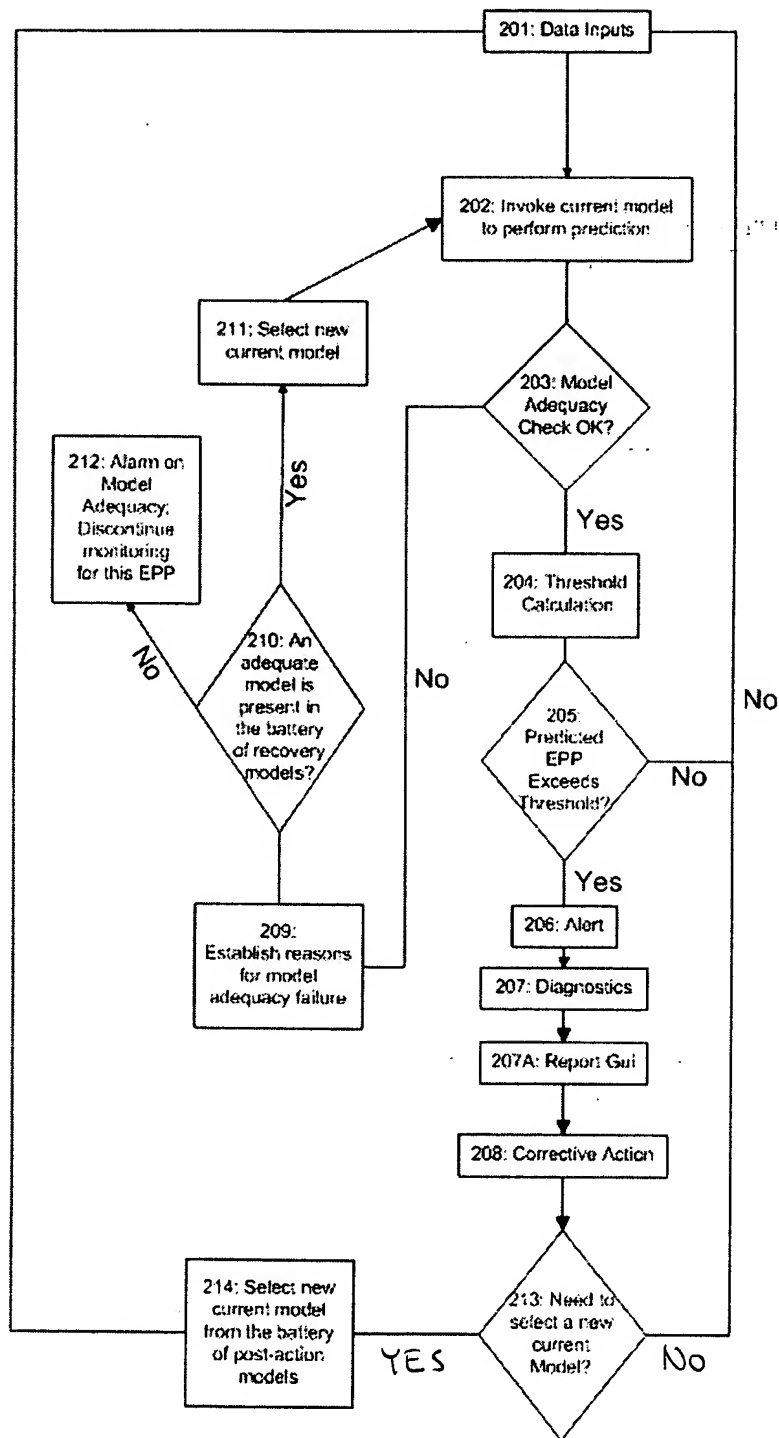 201: Data Inputs
202: Invoke current model
to perform prediction
211: Select new
current model
203: Model
Adequacy
Check OK?
212: Alarm on
Model
Adequacy;
Discontinue
monitoring
for this EPP
Yes
Yes
204: Threshold
Calculation
210: An
adequate
model is
present in
the battery
of recovery
models?
No
No
No
205:
Predicted
EPP
Exceeds
Threshold?
No
Yes
209:
Establish reasons
for model
adequacy failure
206: Alert
207: Diagnostics
207A: Report Gui
208: Corrective Action
214: Select new
current model
from the battery
of post-action
models
YES
213: Need to
select a new
current
Model?
No